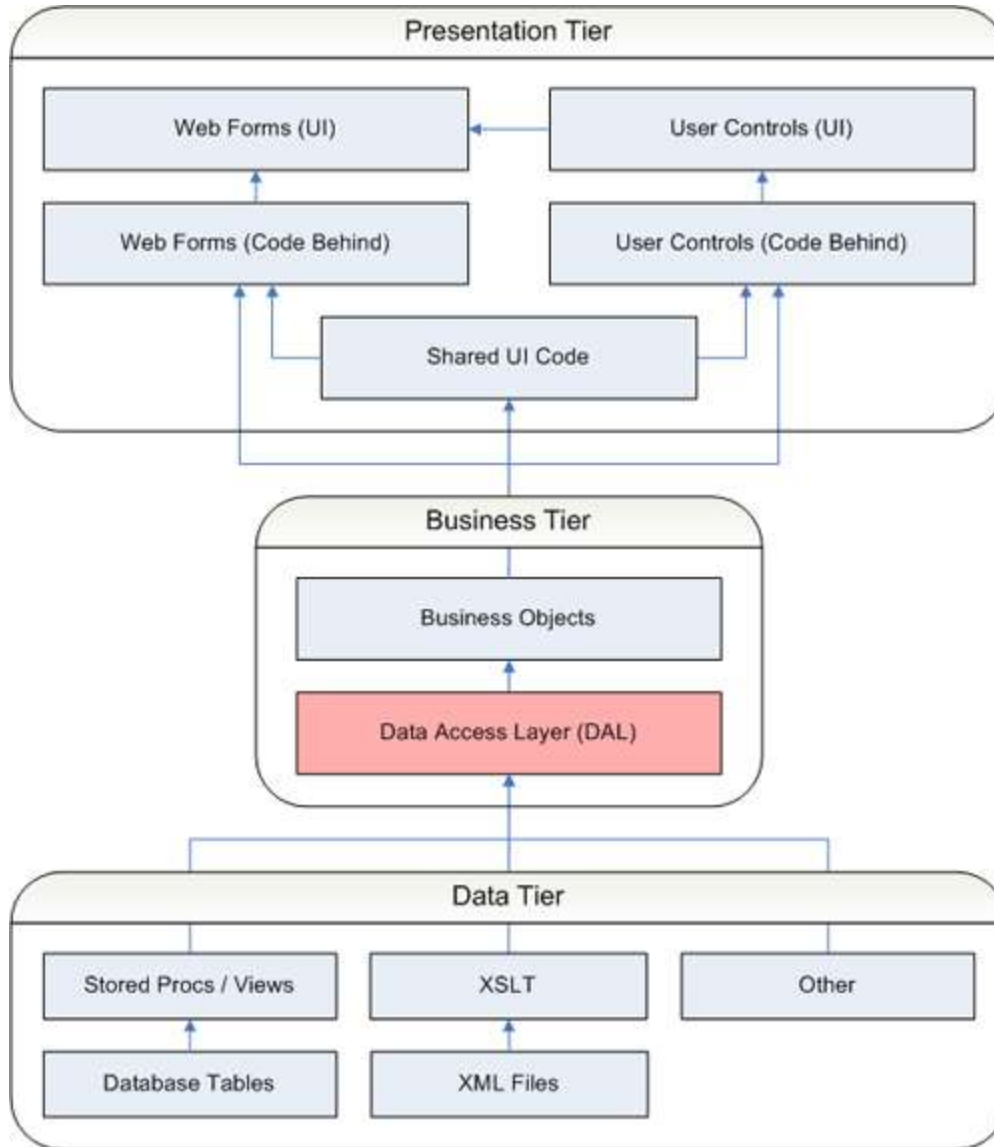 Presentation Tier
Web Forms (UI)
User Controls (UI)
Web Forms (Code Behind)
User Controls (Code Behind)
Shared UI Code
Business Tier
Business Objects
Data Access Layer (DAL)
Data Tier
Stored Procs / Views
XSLT
Other
Database Tables
XML Files